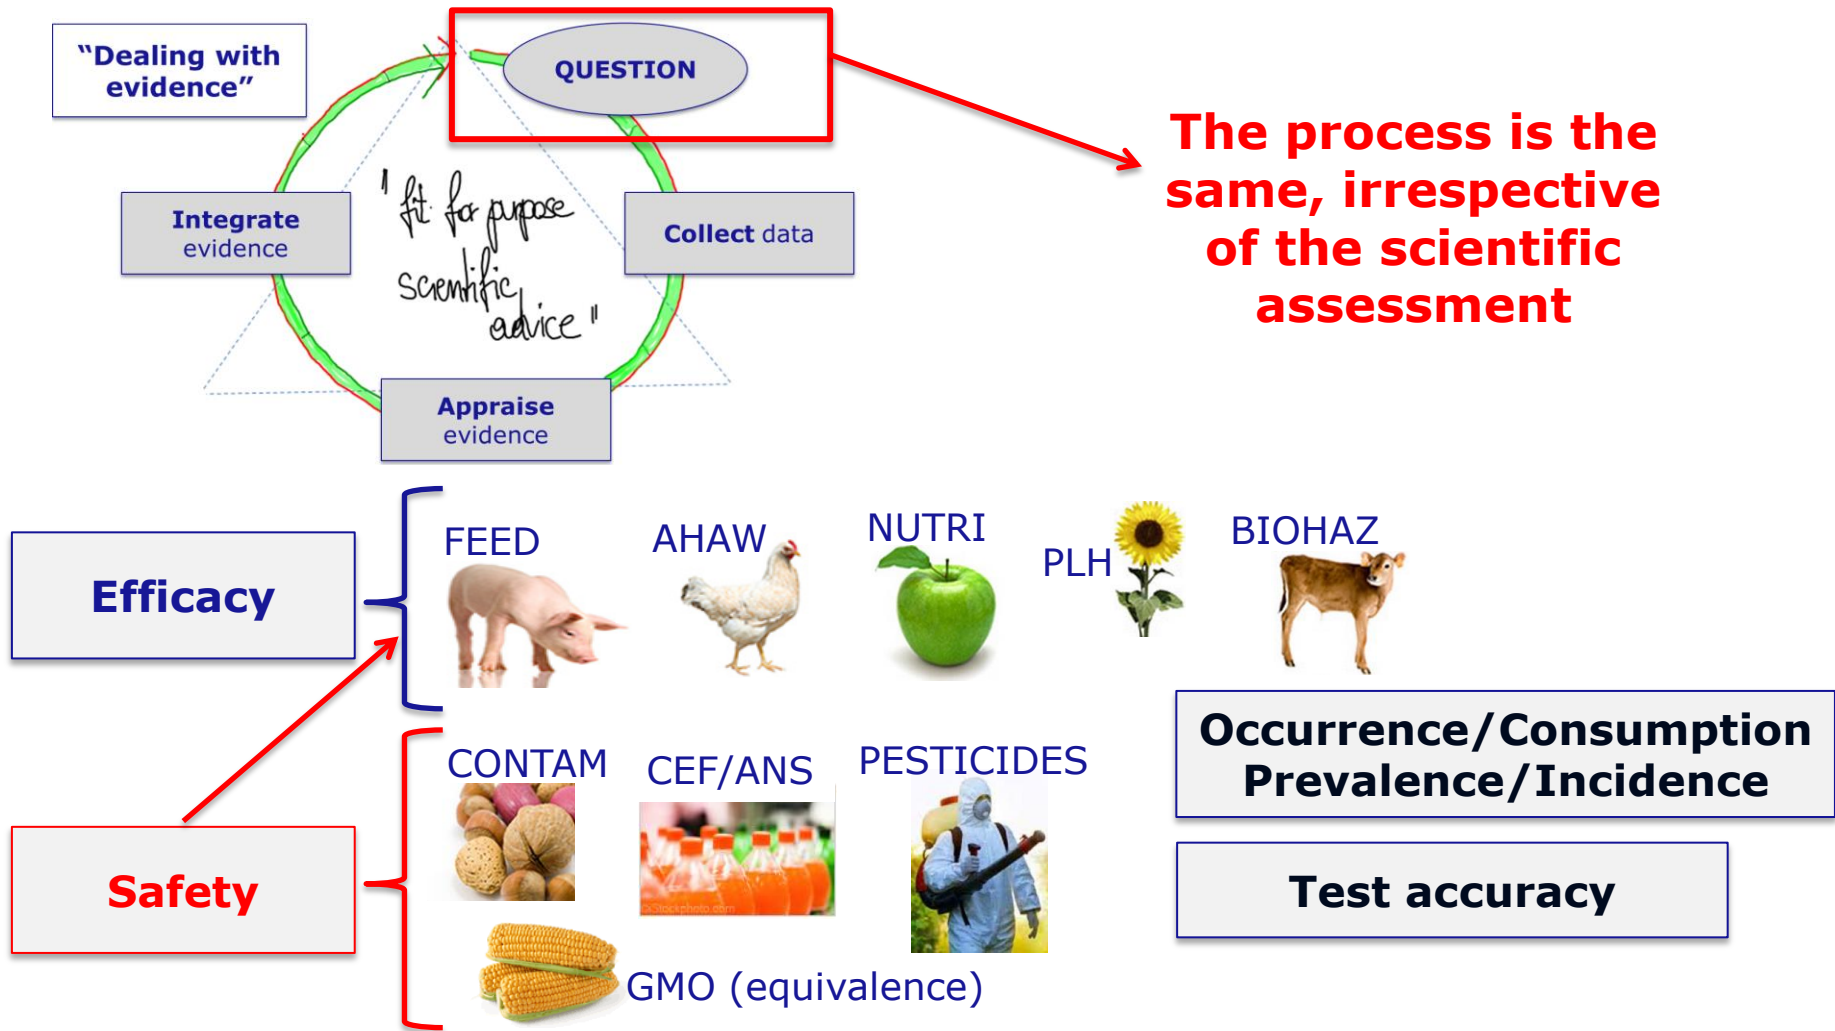 “Dealing with
evidence”
QUESTION
The process is the
same, irrespective
of the scientific
assessment
Integrate
evidence
"fit for purpose
scientific
advice"
Collect data
Appraise
evidence
Efficacy
FEED
AHAW
NUTRI
PLH
BIOHAZ
Safety
CONTAM
CEF/ANS
PESTICIDES
GMO (equivalence)
iStockphoto.com
Occurrence/Consumption
Prevalence/Incidence
Test accuracy